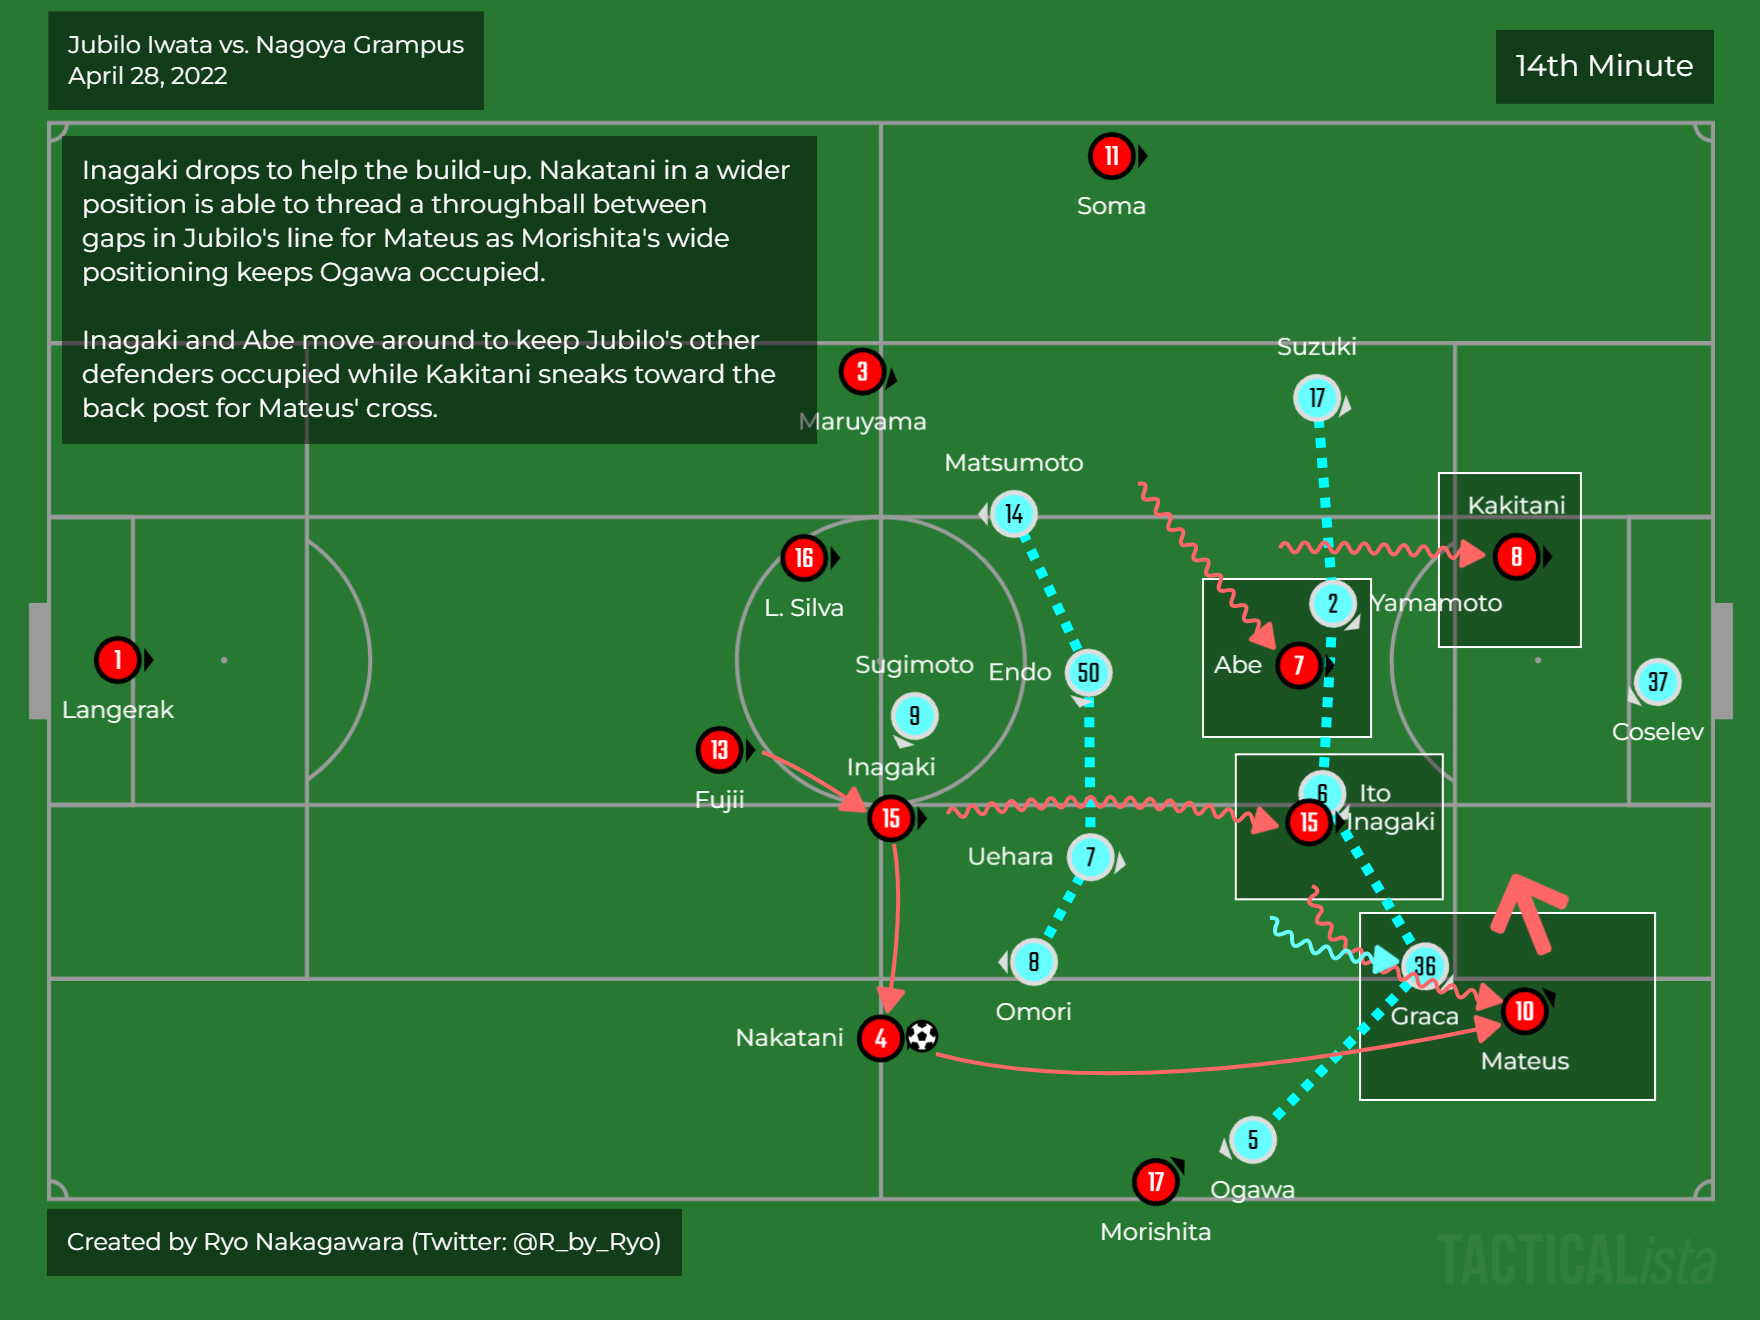 Jubilo Iwata vs. Nagoya Grampus
April 28, 2022
14th Minute
Inagaki drops to help the build-up. Nakatani in a wider
position is able to thread a throughball between
gaps in Jubilo's line for Mateus as Morishita's wide
positioning keeps Ogawa occupied.
Inagaki and Abe move around to keep Jubilo's other
defenders occupied while Kakitani sneaks toward the
back post for Mateus' cross.
11
Soma
Suzuki
17
3
Maruyama
Matsumoto
14
Kakitani
8
16
L. Silva
2
Yamamoto
1
Langerak
Sugimoto
9
Endo
50
Abe
7
37
Coselev
13
Fujii
Inagaki
15
6
Ito
15
Inagaki
Uehara
7
8
Omori
36
Graca
10
Mateus
Nakatani
4
5
Ogawa
17
Morishita
Created by Ryo Nakagawara (Twitter: @R_by_Ryo)
TACTICALista